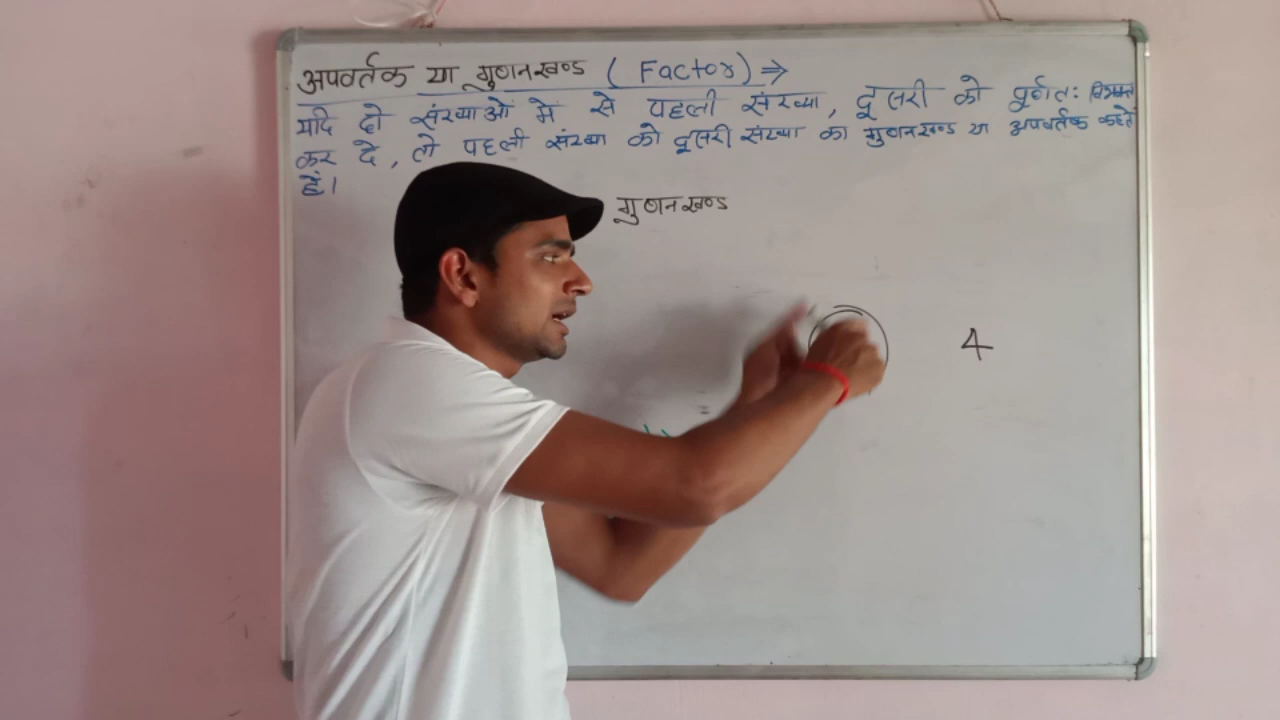 अपवर्तक या गुणनखण्ड ( Factor ) ⇒
यदि दो संख्याओं में से पहली संख्या, दूसरी को पूर्णत: विभक्त
कर दे, तो पहली संख्या को दूसरी संख्या का गुणनखण्ड या अपवर्तक कहते
हैं।
गुणनखण्ड
4